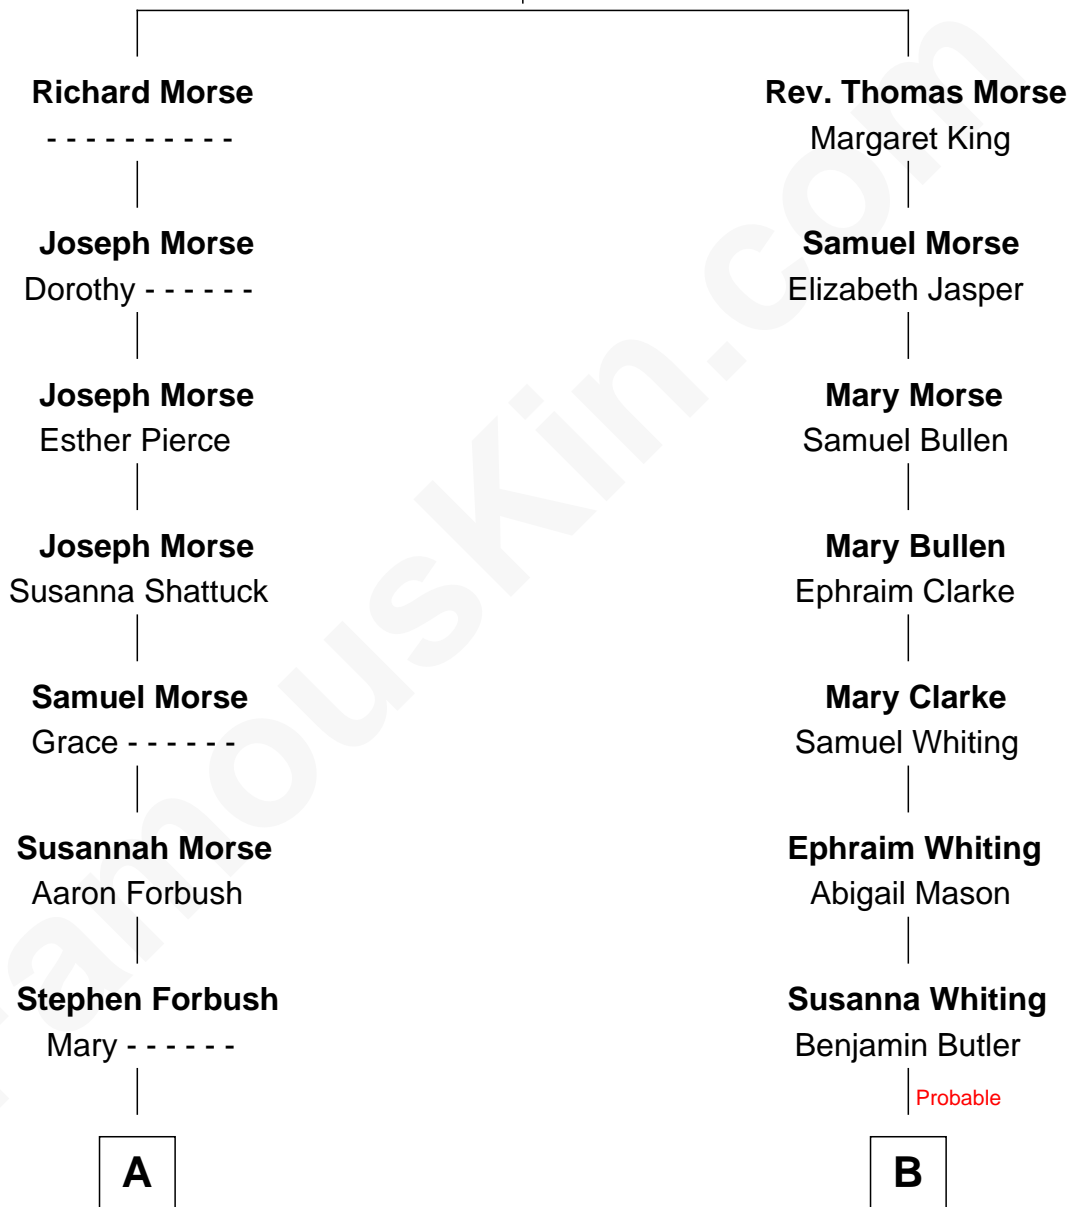 Richard Morse
- - - - - - - - - -
Joseph Morse
Dorothy - - - - - -
Joseph Morse
Esther Pierce
Joseph Morse
Susanna Shattuck
Samuel Morse
Grace - - - - - -
Susannah Morse
Aaron Forbush
Stephen Forbush
Mary - - - - - -
A
Rev. Thomas Morse
Margaret King
Samuel Morse
Elizabeth Jasper
Mary Morse
Samuel Bullen
Mary Bullen
Ephraim Clarke
Mary Clarke
Samuel Whiting
Ephraim Whiting
Abigail Mason
Susanna Whiting
Benjamin Butler
Probable
B
FamousKin.com